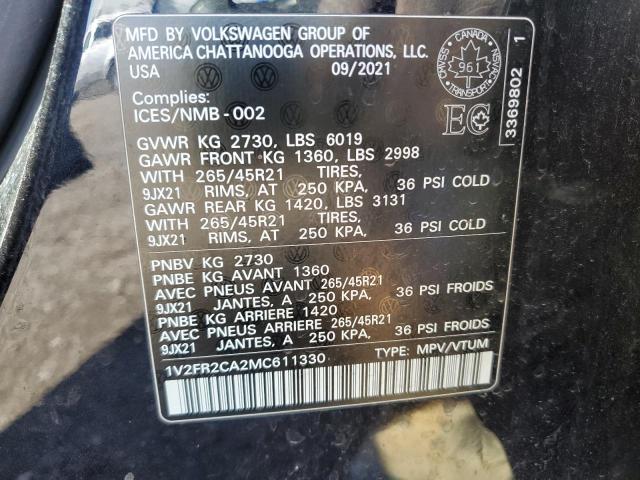 MFD BY VOLKSWAGEN GROUP OF
AMERICA CHATTANOOGA OPERATIONS, LLC.
USA 09/2021
CANADA
CMVSS
NSVAC
961
TRANSPORT
EC
3369802 1
Complies:
ICES/NMB-002
GVWR KG 2730, LBS 6019
GAWR FRONT KG 1360, LBS 2998
WITH 265/45R21 TIRES,
9JX21 RIMS, AT 250 KPA, 36 PSI COLD
GAWR REAR KG 1420, LBS 3131
WITH 265/45R21 TIRES,
9JX21 RIMS, AT 250 KPA, 36 PSI COLD
PNBV KG 2730
PNBE KG AVANT 1360
AVEC PNEUS AVANT 265/45R21
9JX21 JANTES, A 250 KPA, 36 PSI FROIDS
PNBE KG ARRIERE 1420
AVEC PNEUS ARRIERE 265/45R21
9JX21 JANTES, A 250 KPA, 36 PSI FROIDS
1V2FR2CA2MC611330 TYPE: MPV/VTUM